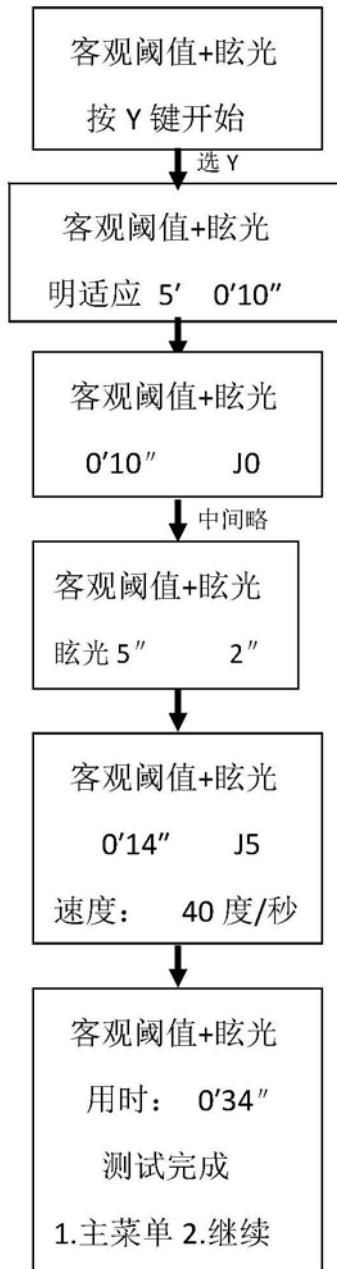 客观阈值+眩光
按 Y 键开始
选 Y
客观阈值+眩光
明适应 5′ 0'10"
客观阈值+眩光
0'10" J0
中间略
客观阈值+眩光
眩光 5" 2"
客观阈值+眩光
0'14" J5
速度： 40 度/秒
客观阈值+眩光
用时： 0'34"
测试完成
1.主菜单 2.继续